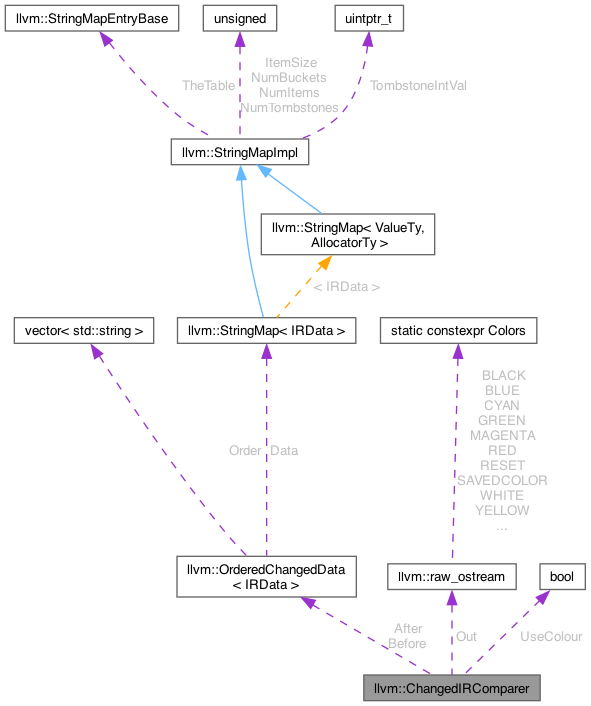 llvm::StringMapEntryBase
unsigned
uintptr_t
TheTable
ItemSize
NumBuckets
NumItems
NumTombstones
TombstoneIntVal
llvm::StringMapImpl
llvm::StringMap< ValueTy,
AllocatorTy >
< IRData >
vector< std::string >
llvm::StringMap< IRData >
static constexpr Colors
Order
Data
BLACK
BLUE
CYAN
GREEN
MAGENTA
RED
RESET
SAVEDCOLOR
WHITE
YELLOW
...
llvm::OrderedChangedData
< IRData >
llvm::raw_ostream
bool
After
Before
Out
UseColour
llvm::ChangedIRComparer